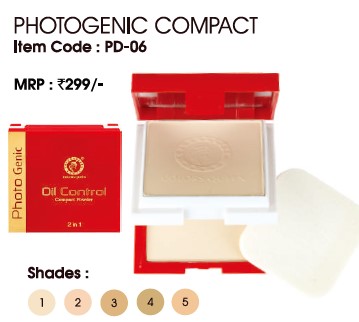 PHOTOGENIC COMPACT
Item Code : PD-06
MRP : ₹299/-
Photo Genic
Oil Control
Compact Powder
2 in 1
Shades :
1 2 3 4 5